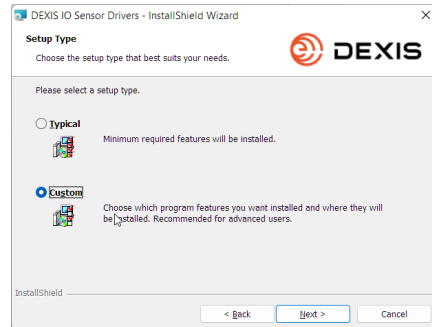 DEXIS IO Sensor Drivers - InstallShield Wizard
Setup Type
Choose the setup type that best suits your needs.
DEXIS
Please select a setup type.
Typical
Minimum required features will be installed.
Custom
Choose which program features you want installed and where they will
be installed. Recommended for advanced users.
InstallShield
< Back
Next >
Cancel